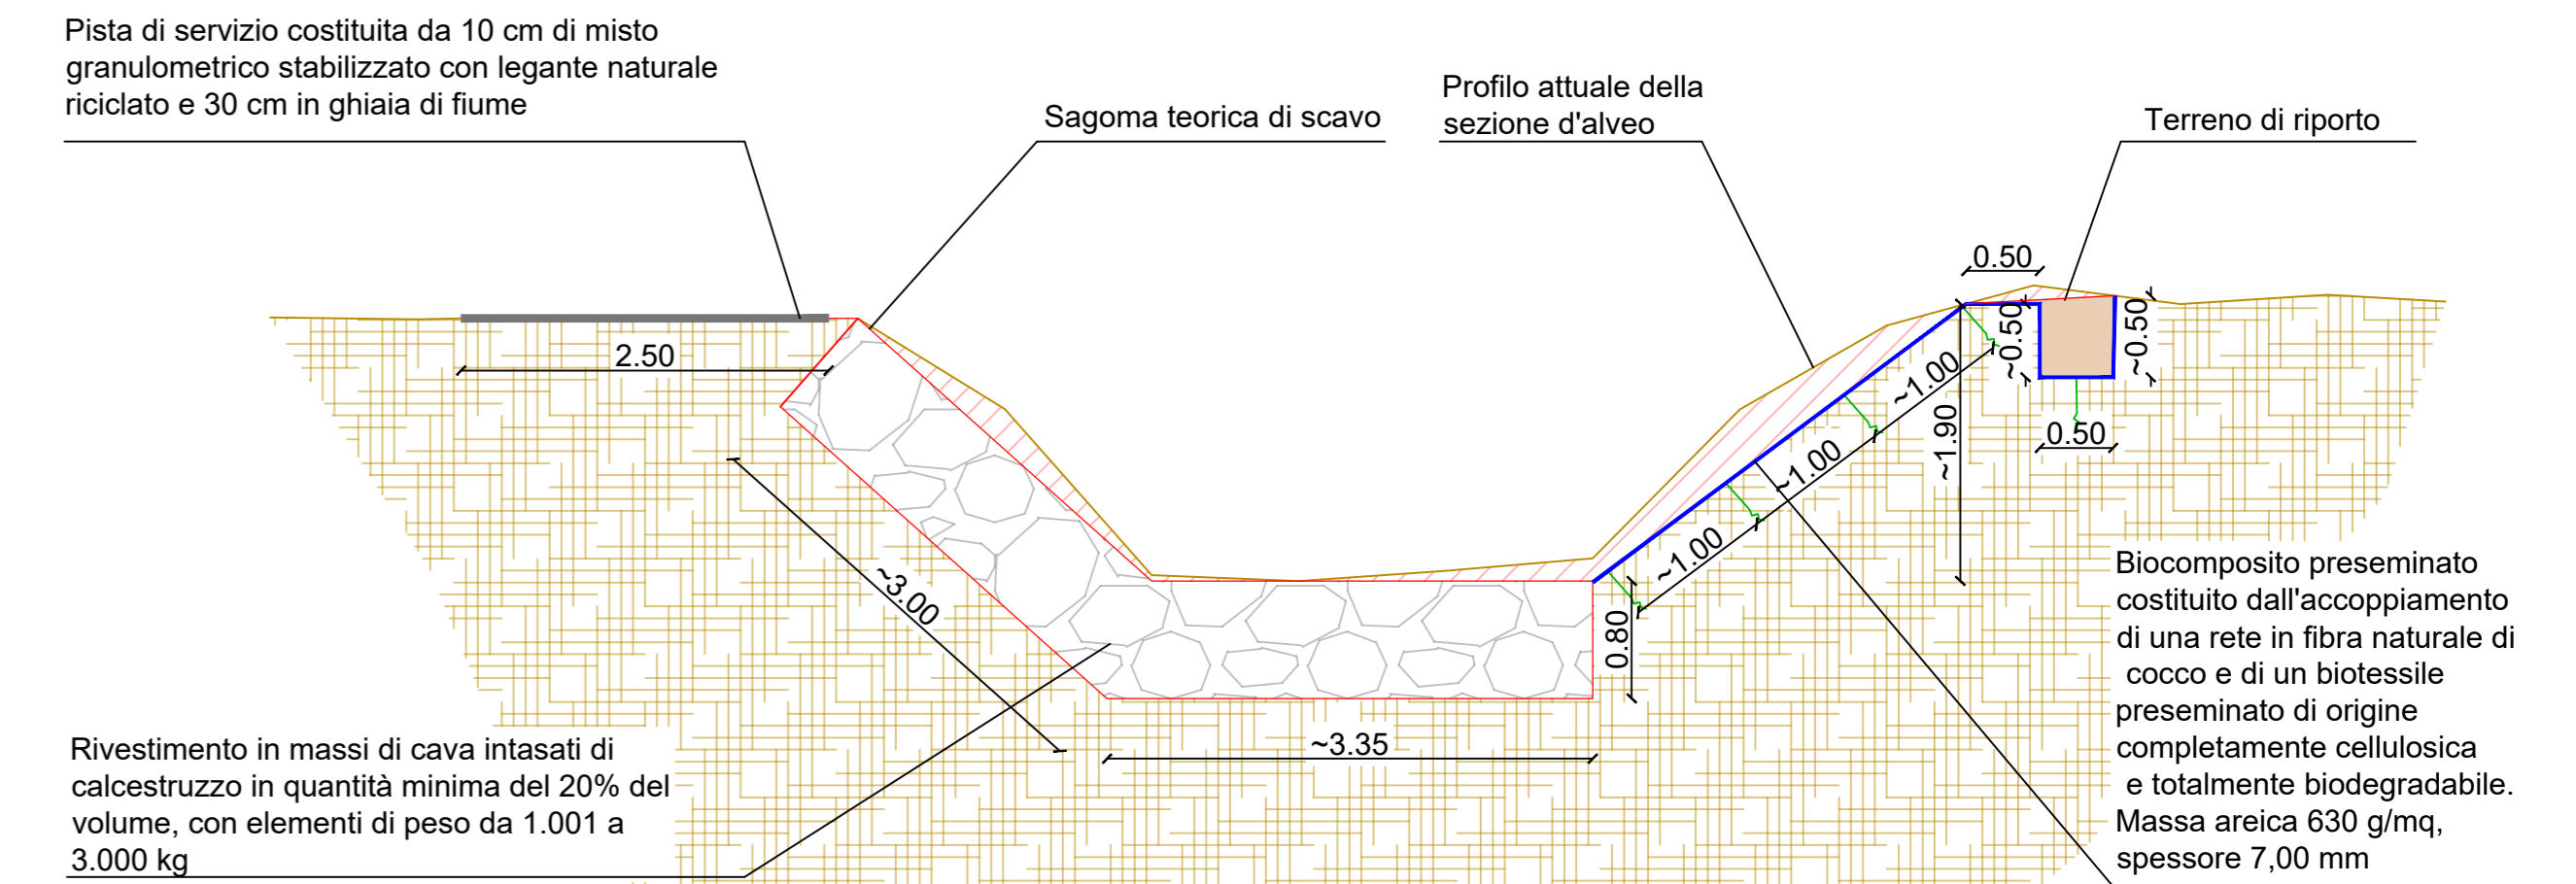 Pista di servizio costituita da 10 cm di misto
granulometrico stabilizzato con legante naturale
riciclato e 30 cm in ghiaia di fiume
Sagoma teorica di scavo
Profilo attuale della
sezione d'alveo
Terreno di riporto
0.50
2.50
~0.50
~0.50
~1.00
~1.90
0.50
~1.00
~1.00
~3.00
0.80
~3.35
Rivestimento in massi di cava intasati di
calcestruzzo in quantità minima del 20% del
volume, con elementi di peso da 1.001 a
3.000 kg
Biocomposito preseminato
costituito dall'accoppiamento
di una rete in fibra naturale di
cocco e di un biotessile
preseminato di origine
completamente cellulosica
e totalmente biodegradabile.
Massa areica 630 g/mq,
spessore 7,00 mm